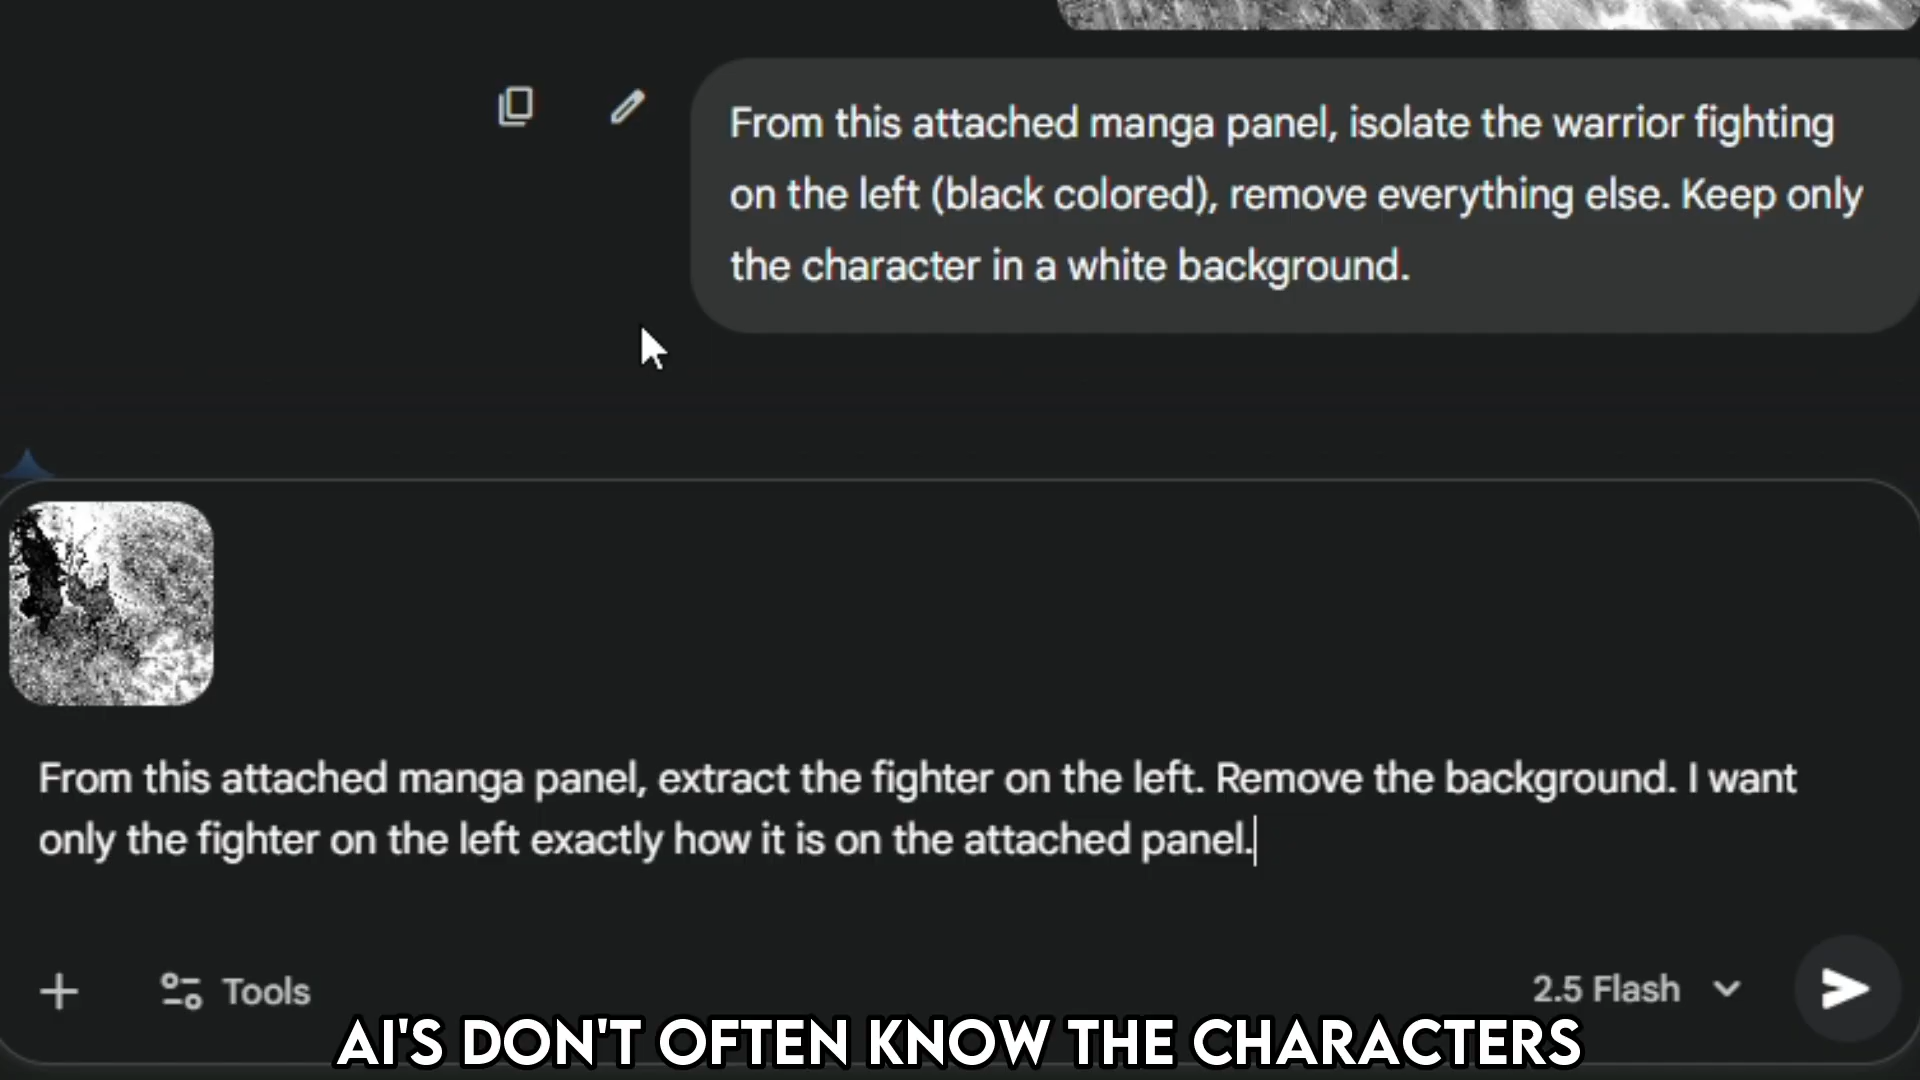 From this attached manga panel, isolate the warrior fighting
on the left (black colored), remove everything else. Keep only
the character in a white background.
From this attached manga panel, extract the fighter on the left. Remove the background. I want
only the fighter on the left exactly how it is on the attached panel.
Tools
2.5 Flash
AI'S DON'T OFTEN KNOW THE CHARACTERS